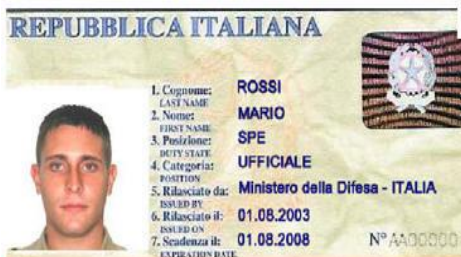 REPUBBLICA ITALIANA
1. Cognome: ROSSI
LAST NAME
2. Nome: MARIO
FIRST NAME
3. Posizione: SPE
DUTY STATE
4. Categoria: UFFICIALE
POSITION
5. Rilasciato da: Ministero della Difesa - ITALIA
ISSUED BY
6. Rilasciato il: 01.08.2003
ISSUED ON
7. Scadenza il: 01.08.2008 N° AA00000
EXPIRATION DATE